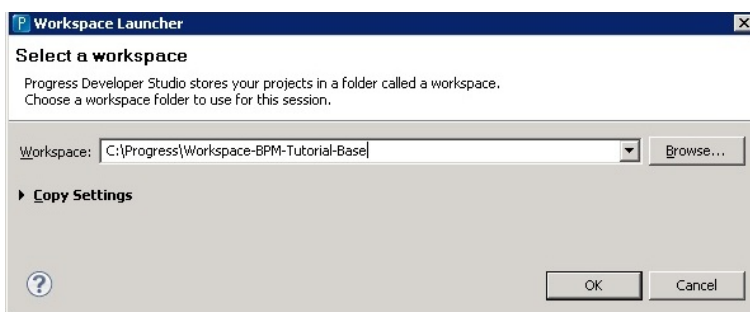 Workspace Launcher
Select a workspace
Progress Developer Studio stores your projects in a folder called a workspace.
Choose a workspace folder to use for this session.
Workspace: C:\Progress\Workspace-BPM-Tutorial-Base Browse...
Copy Settings
? OK Cancel